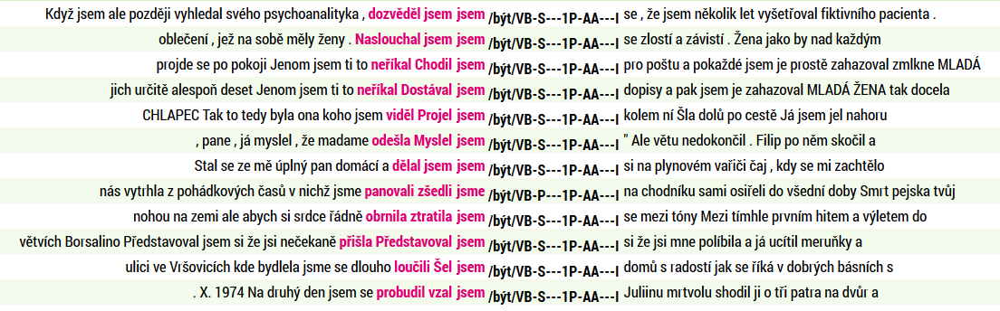 Když jsem ale později vyhledal svého psychoanalityka , dozvěděl jsem jsem /být/VB-S---1P-AA---I se , že jsem několik let vyšetřoval fiktivního pacienta .
oblečení , jež na sobě měly ženy . Naslouchal jsem jsem /být/VB-S---1P-AA---I se zlostí a závistí . Žena jako by nad každým
projde se po pokoji Jenom jsem ti to neříkal Chodil jsem /být/VB-S---1P-AA---I pro poštu a pokaždé jsem je prostě zahazoval zmlkne MLADÁ
jich určitě alespoň deset Jenom jsem ti to neříkal Dostával jsem /být/VB-S---1P-AA---I dopisy a pak jsem je zahazoval MLADÁ ŽENA tak docela
CHLAPEC Tak to tedy byla ona koho jsem viděl Projel jsem /být/VB-S---1P-AA---I kolem ní Šla dolů po cestě Já jsem jel nahoru
, pane , já myslel , že madame odešla Myslel jsem /být/VB-S---1P-AA---I " Ale větu nedokončil . Filip po něm skočil a
Stal se ze mě úplný pan domácí a dělal jsem jsem /být/VB-S---1P-AA---I si na plynovém vařiči čaj , kdy se mi zachtělo
nás vytrhla z pohádkových časů v nichž jsme panovali zšedli jsme /být/VB-P---1P-AA---I na chodníku sami osiřeli do všední doby Smrt pejska tvůj
nohou na zemi ale abych si srdce řádně obrnila ztratila jsem /být/VB-S---1P-AA---I se mezi tóny Mezi tímhle prvním hitem a výletem do
větvích Borsalino Představoval jsem si že jsi nečekaně přišla Představoval jsem /být/VB-S---1P-AA---I si že jsi mne políbila a já ucítil meruňky a
ulici ve Vršovicích kde bydlela jsme se dlouho loučili Šel jsem /být/VB-S---1P-AA---I domů s radostí jak se říká v dobrých básních s
. X. 1974 Na druhý den jsem se probudil vzal jsem /být/VB-S---1P-AA---I Juliinu mrtvolu shodil ji o tři patra na dvůr a